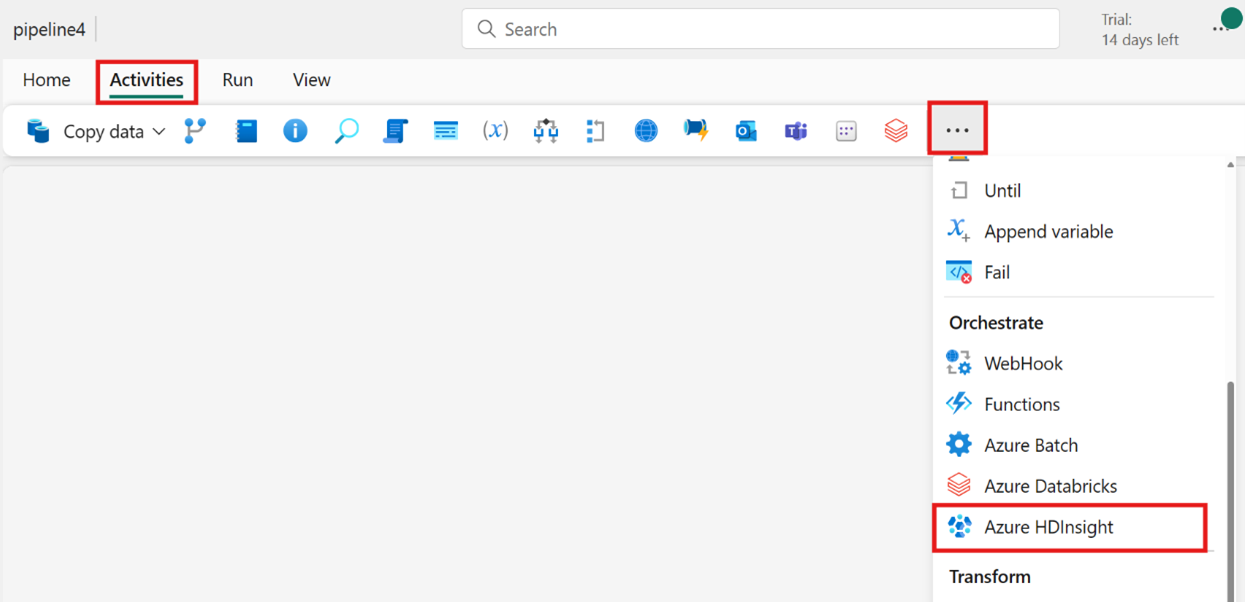 pipeline4
Search
Trial:
14 days left
Home
Activities
Run
View
Copy data
(x)
Until
Append variable
Fail
Orchestrate
WebHook
Functions
Azure Batch
Azure Databricks
Azure HDInsight
Transform